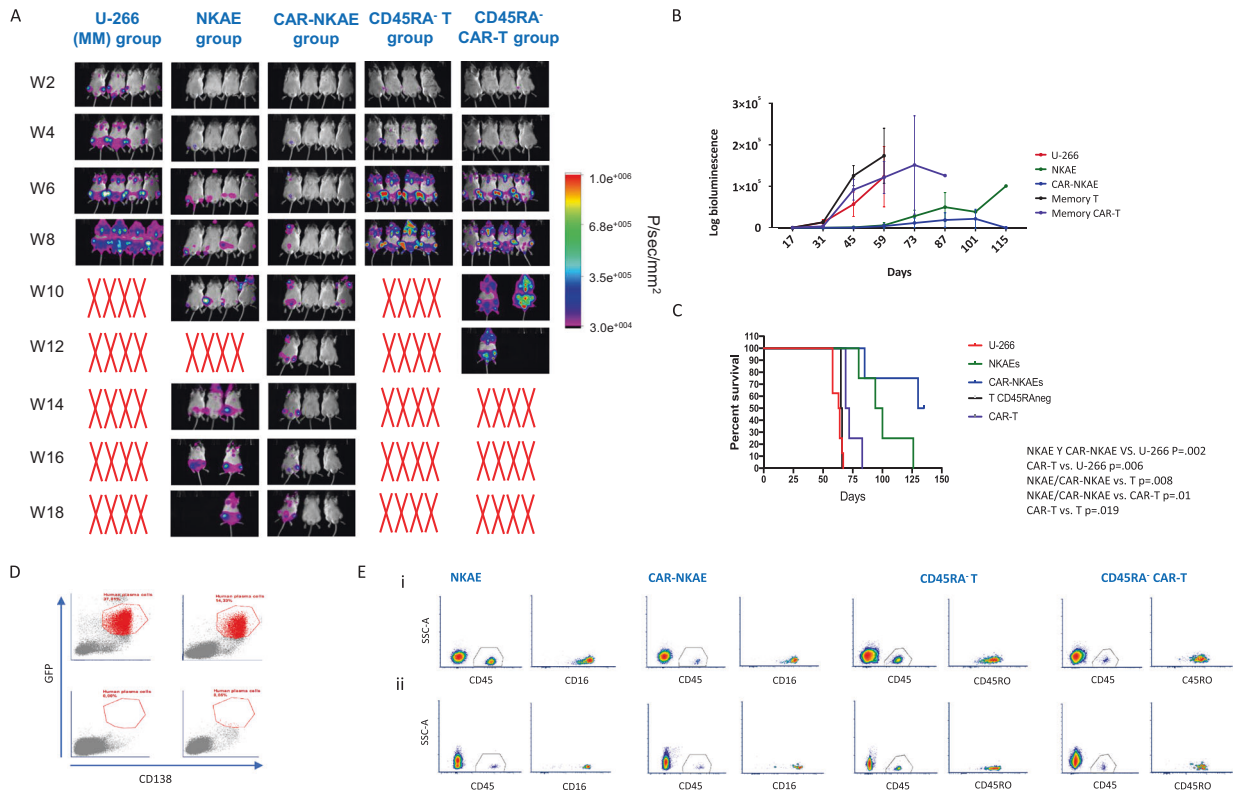 A
U-266
(MM) group
NKAE
group
CAR-NKAE
group
CD45RA- T
group
CD45RA-
CAR-T group
W2
W4
W6
W8
W10
W12
W14
W16
W18
1.0e+006
6.8e+005
3.5e+005
3.0e+004
P/sec/mm2
B
Log bioluminescence
3×10⁵
2×10⁵
1×10⁵
0
17 31 45 59 73 87 101 115
Days
U-266
NKAE
CAR-NKAE
Memory T
Memory CAR-T
C
Percent survival
110
100
90
80
70
60
50
40
30
20
10
0
0 25 50 75 100 125 150
Days
U-266
NKAEs
CAR-NKAEs
T CD45RAneg
CAR-T
NKAE Y CAR-NKAE VS. U-266 P=.002
CAR-T vs. U-266 p=.006
NKAE/CAR-NKAE vs. T p=.008
NKAE/CAR-NKAE vs. CAR-T p=.01
CAR-T vs. T p=.019
D
GFP
Human plasma cells
Human plasma cells
Human plasma cells
Human plasma cells
CD138
E
i
NKAE
CAR-NKAE
CD45RA- T
CD45RA- CAR-T
SSC-A
CD45
CD16
CD45
CD16
CD45
CD45RO
CD45
C45RO
ii
SSC-A
CD45
CD16
CD45
CD16
CD45
CD45RO
CD45
CD45RO